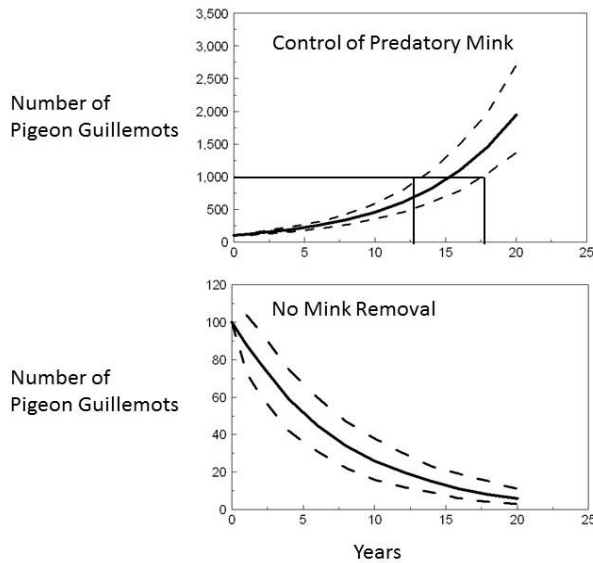 3,500
3,000
2,500
2,000
1,500
1,000
500
0
Control of Predatory Mink
Number of
Pigeon Guillemots
0 5 10 15 20 25
120
100
80
60
40
20
0
No Mink Removal
Number of
Pigeon Guillemots
0 5 10 15 20 25
Years